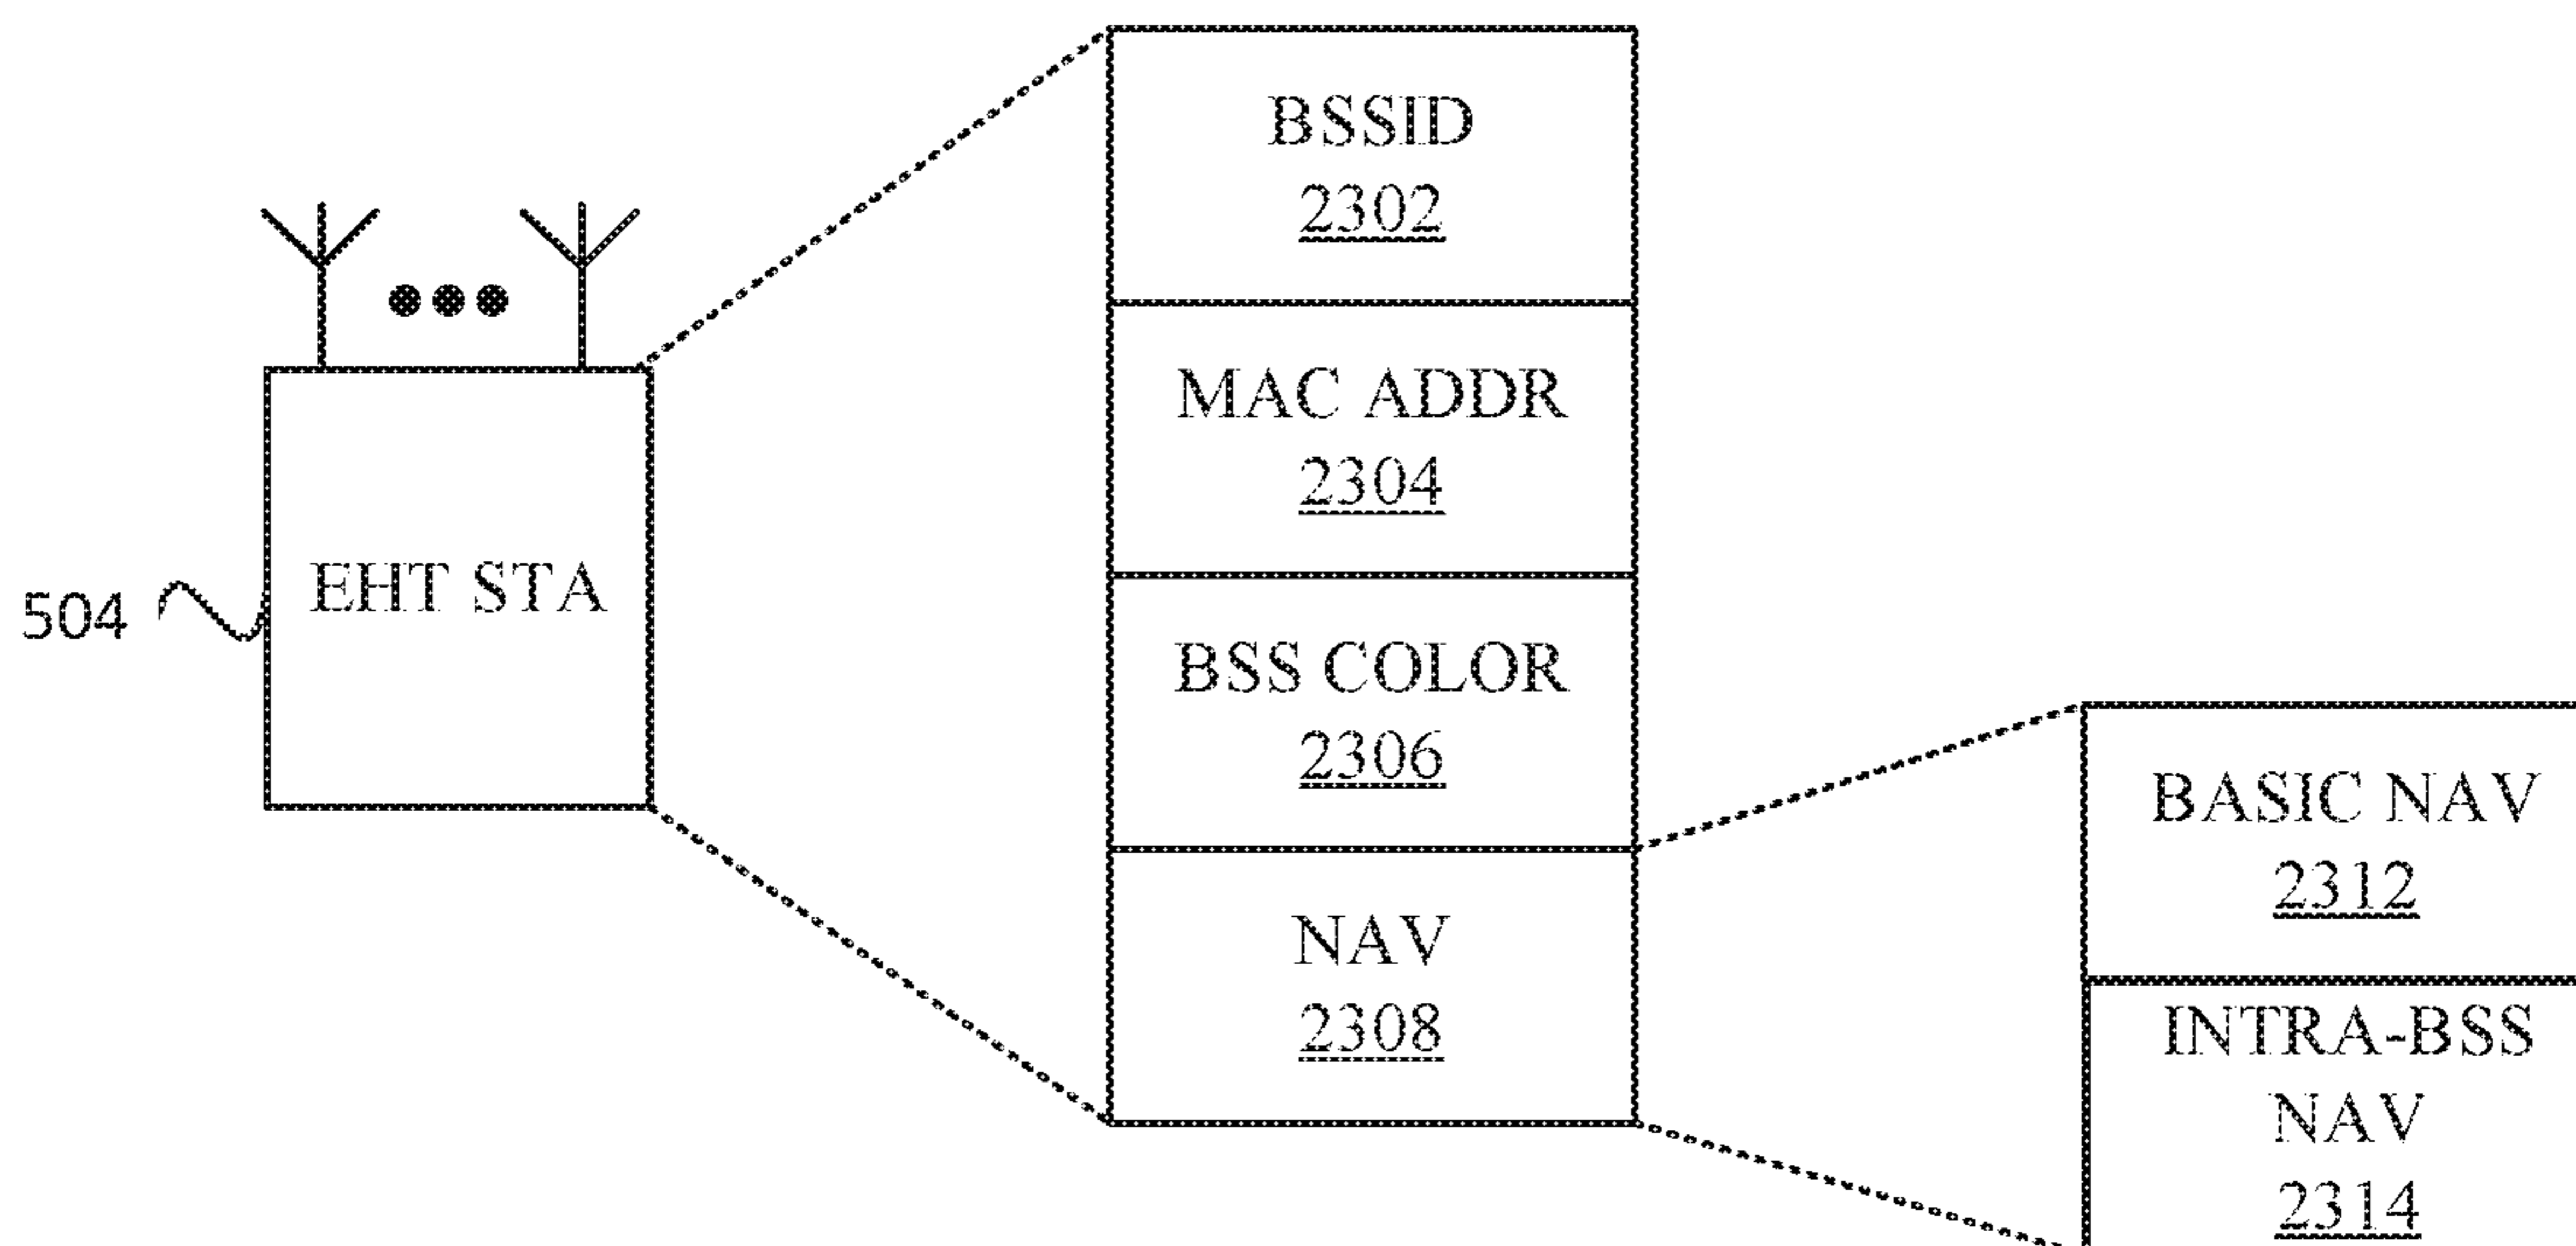 504
EHT STA
BSSID
2302
MAC ADDR
2304
BSS COLOR
2306
NAV
2308
BASIC NAV
2312
INTRA-BSS
NAV
2314